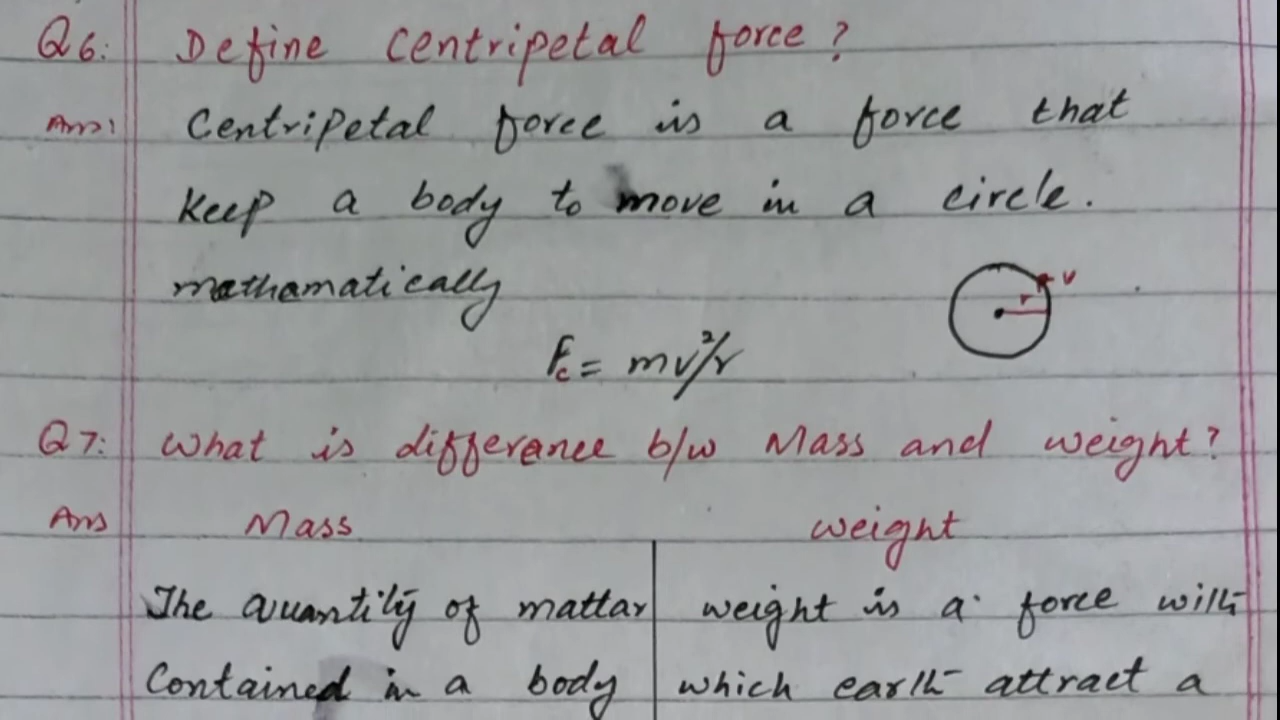 Q6: Define Centripetal force?
Ans: Centripetal force is a force that
Keep a body to move in a circle.
mathamatically
v
r
Fc = mv²/r
Q7: What is difference b/w Mass and weight?
Ans Mass weight
The quantity of mattar weight is a force with
Contained in a body which earth attract a